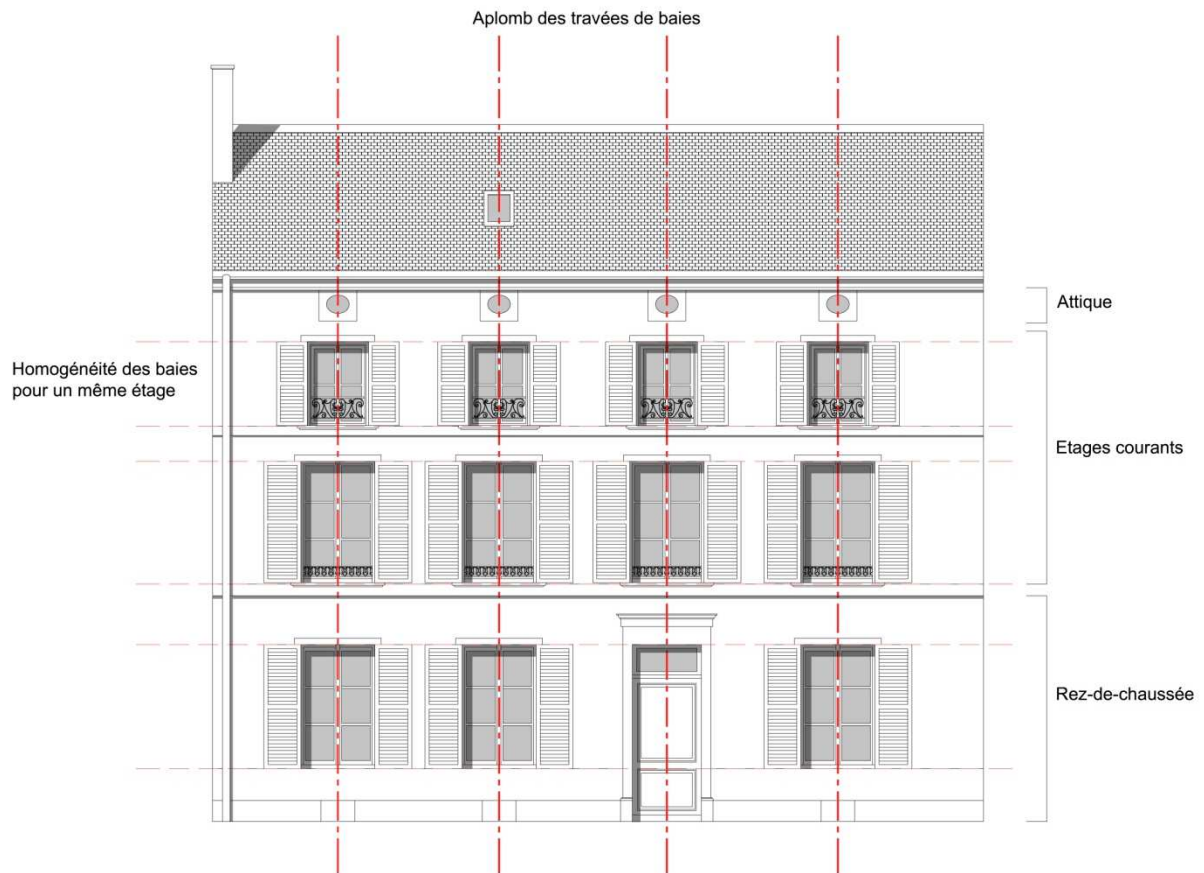 Aplomb des travées de baies
Attique
Homogénéité des baies
pour un même étage
Etages courants
Rez-de-chaussée